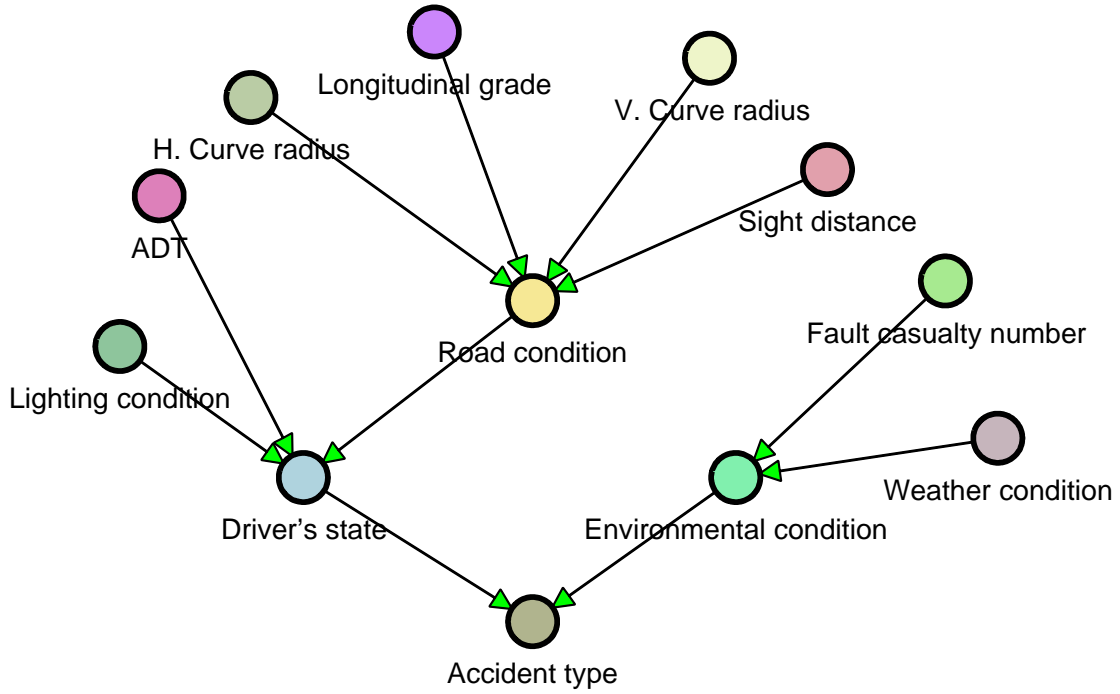 Longitudinal grade
V. Curve radius
H. Curve radius
Sight distance
ADT
Fault casualty number
Road condition
Lighting condition
Weather condition
Driver's state
Environmental condition
Accident type